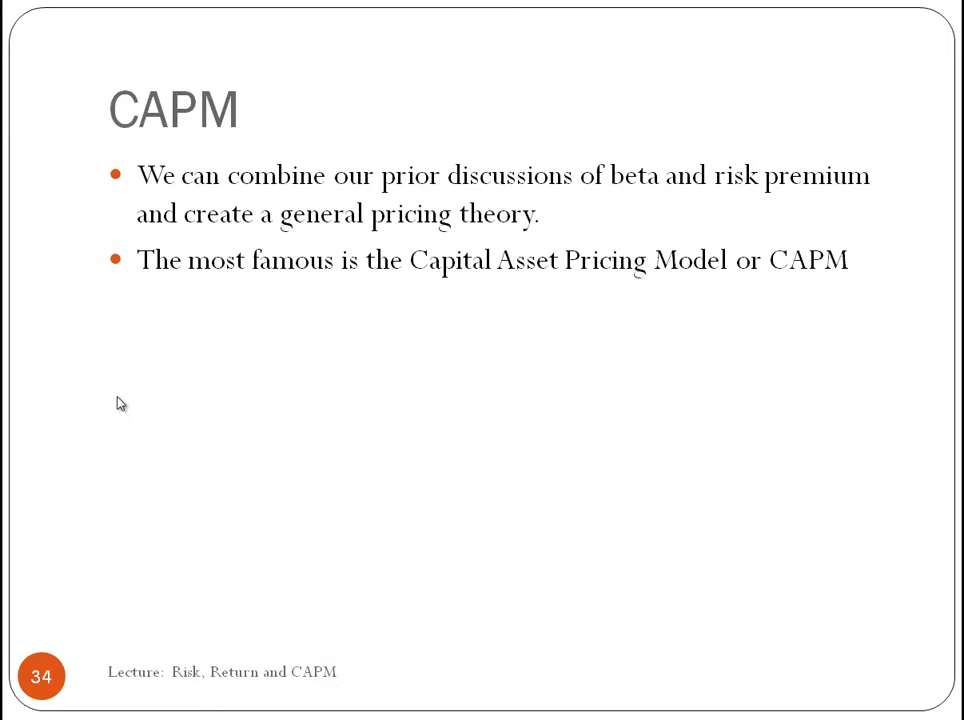 CAPM
• We can combine our prior discussions of beta and risk premium
and create a general pricing theory.
• The most famous is the Capital Asset Pricing Model or CAPM
34
Lecture: Risk, Return and CAPM